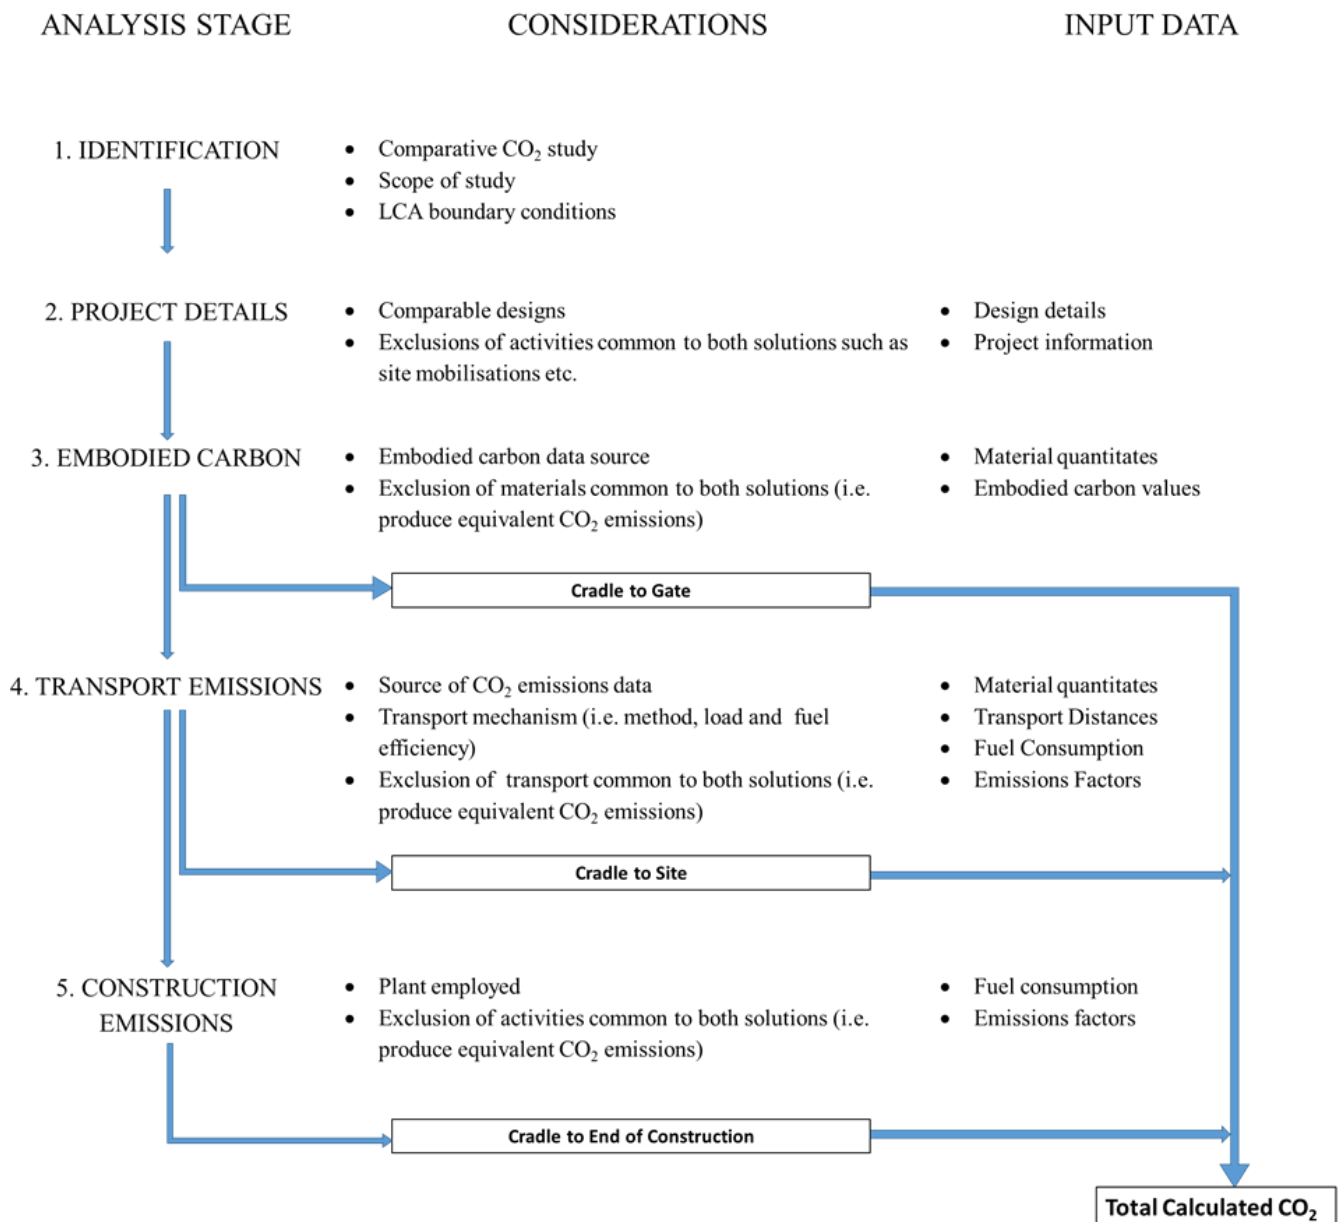 ANALYSIS STAGE CONSIDERATIONS INPUT DATA
1. IDENTIFICATION
• Comparative CO₂ study
• Scope of study
• LCA boundary conditions
2. PROJECT DETAILS
• Comparable designs
• Exclusions of activities common to both solutions such as
site mobilisations etc.
• Design details
• Project information
3. EMBODIED CARBON
• Embodied carbon data source
• Exclusion of materials common to both solutions (i.e.
produce equivalent CO₂ emissions)
• Material quantitates
• Embodied carbon values
Cradle to Gate
4. TRANSPORT EMISSIONS
• Source of CO₂ emissions data
• Transport mechanism (i.e. method, load and fuel
efficiency)
• Exclusion of transport common to both solutions (i.e.
produce equivalent CO₂ emissions)
• Material quantitates
• Transport Distances
• Fuel Consumption
• Emissions Factors
Cradle to Site
5. CONSTRUCTION
EMISSIONS
• Plant employed
• Exclusion of activities common to both solutions (i.e.
produce equivalent CO₂ emissions)
• Fuel consumption
• Emissions factors
Cradle to End of Construction
Total Calculated CO₂